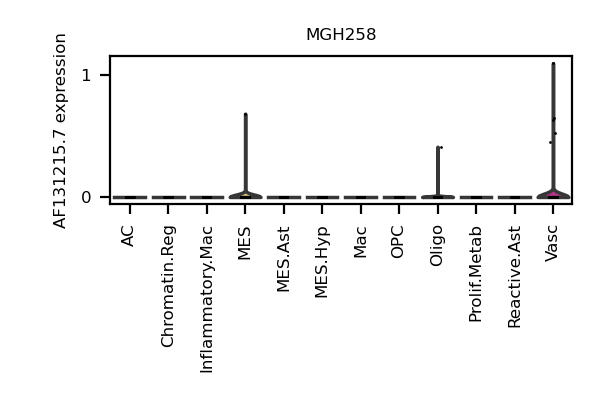 MGH258
AF131215.7 expression
1
0
AC
Chromatin.Reg
Inflammatory.Mac
MES
MES.Ast
MES.Hyp
Mac
OPC
Oligo
Prolif.Metab
Reactive.Ast
Vasc